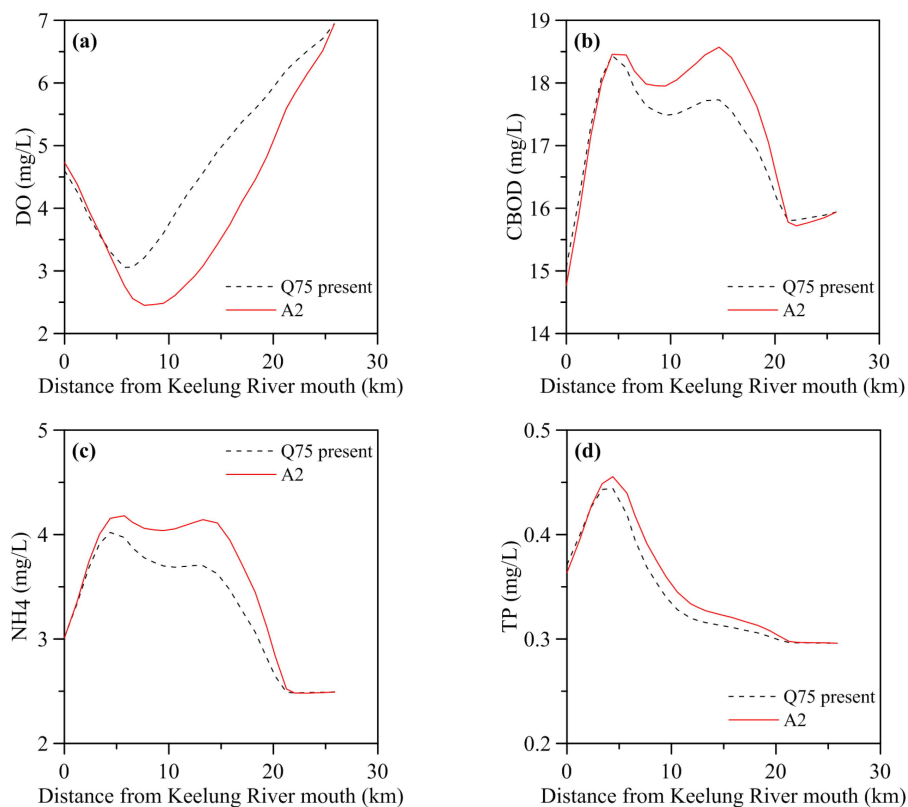 (a)
7
6
5
4
3
2
DO (mg/L)
Q75 present
A2
0 10 20 30
Distance from Keelung River mouth (km)
(b)
19
18
17
16
15
14
CBOD (mg/L)
Q75 present
A2
0 10 20 30
Distance from Keelung River mouth (km)
(c)
5
4
3
2
NH4 (mg/L)
Q75 present
A2
0 10 20 30
Distance from Keelung River mouth (km)
(d)
0.5
0.4
0.3
0.2
TP (mg/L)
Q75 present
A2
0 10 20 30
Distance from Keelung River mouth (km)